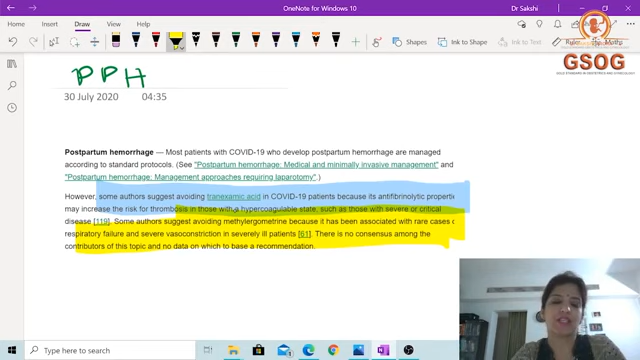 OneNote for Windows 10
Dr Sakshi
Home
Insert
Draw
View
Help
Shapes
Ink to Shape
GSOG
GOLD STANDARD IN OBSTETRICS AND GYNECOLOGY
PPH
30 July 2020 04:35
Postpartum hemorrhage — Most patients with COVID-19 who develop postpartum hemorrhage are managed
according to standard protocols. (See "Postpartum hemorrhage: Medical and minimally invasive management" and
"Postpartum hemorrhage: Management approaches requiring laparotomy".)
However, some authors suggest avoiding tranexamic acid in COVID-19 patients because its antifibrinolytic propertie
may increase the risk for thrombosis in those with a hypercoagulable state, such as those with severe or critical
disease [119]. Some authors suggest avoiding methylergometrine because it has been associated with rare cases o
respiratory failure and severe vasoconstriction in severely ill patients [61]. There is no consensus among the
contributors of this topic and no data on which to base a recommendation.
Type here to search